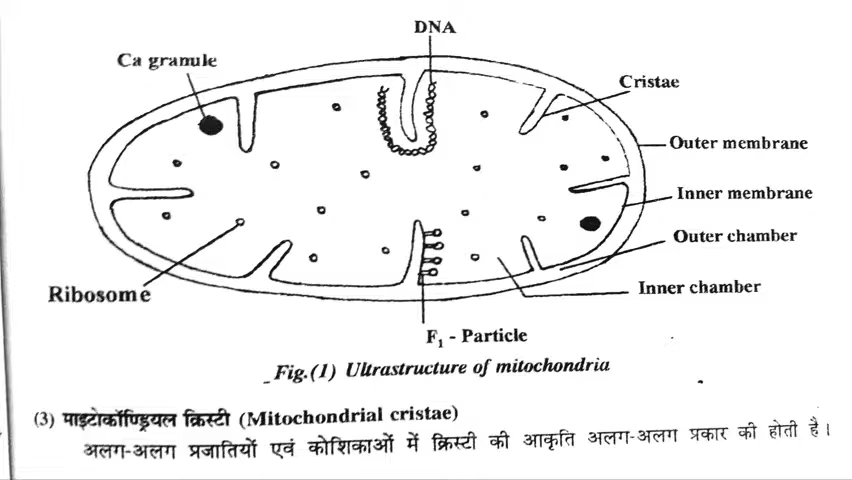 DNA
Ca granule
Cristae
Outer membrane
Inner membrane
Outer chamber
Ribosome
Inner chamber
F₁ - Particle
Fig.(1) Ultrastructure of mitochondria
(3) माइटोकॉण्ड्रियल क्रिस्टी (Mitochondrial cristae)
अलग-अलग प्रजातियों एवं कोशिकाओं में क्रिस्टी की आकृति अलग-अलग प्रकार की होती है।